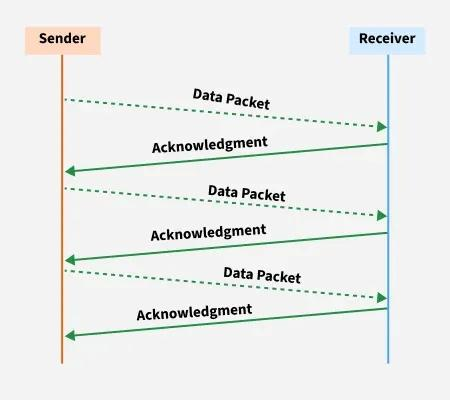 Sender
Receiver
Data Packet
Acknowledgment
Data Packet
Acknowledgment
Data Packet
Acknowledgment